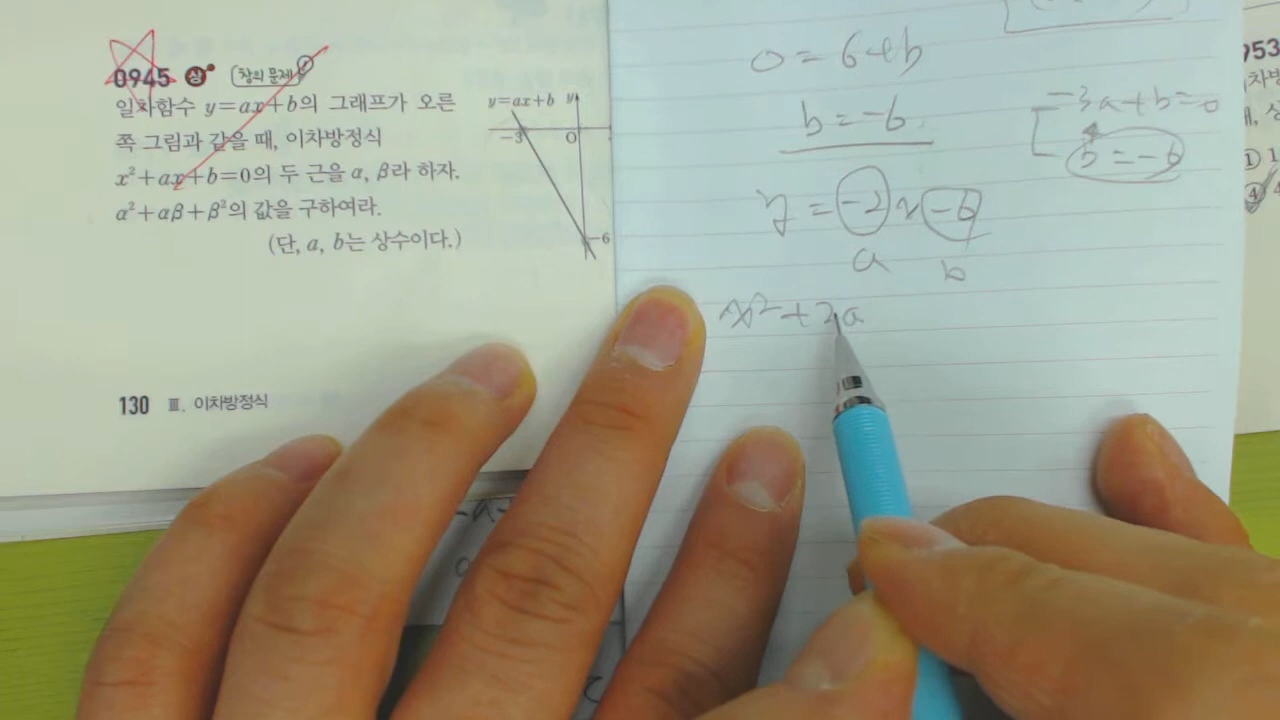 0945 상 창의 문제
일차함수 y=ax+b의 그래프가 오른
쪽 그림과 같을 때, 이차방정식
x²+ax+b=0의 두 근을 α, β라 하자.
α²+αβ+β²의 값을 구하여라.
(단, a, b는 상수이다.)
y=ax+b y
-3 O
-6
130 Ⅲ. 이차방정식
0 = 6+b
b = -6
y = -2x -6
a b
x²+2a
-3a+b=0
b = -6
953
① 1
④